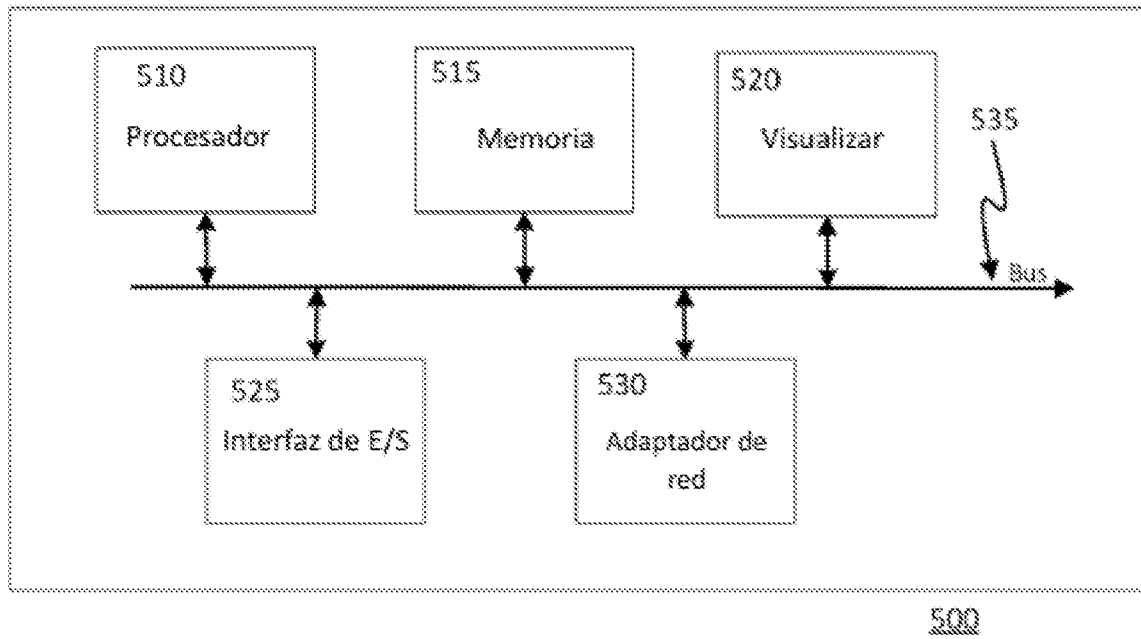 510
Procesador
515
Memoria
520
Visualizar
535
Bus
525
Interfaz de E/S
530
Adaptador de
red
500